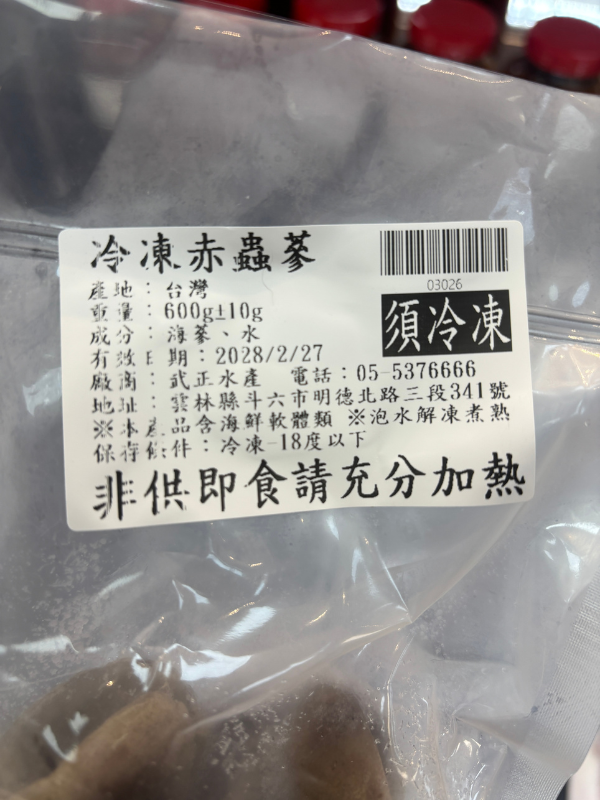 冷凍赤蟲蔘
03026
產地：台灣
重量：600g±10g
須冷凍
成分：海蔘、水
有效日期：2028/2/27
廠商：武正水產 電話：05-5376666
地址：雲林縣斗六市明德北路三段341號
※本產品含海鮮軟體類 ※泡水解凍煮熟
保存條件：冷凍-18度以下
非供即食請充分加熱